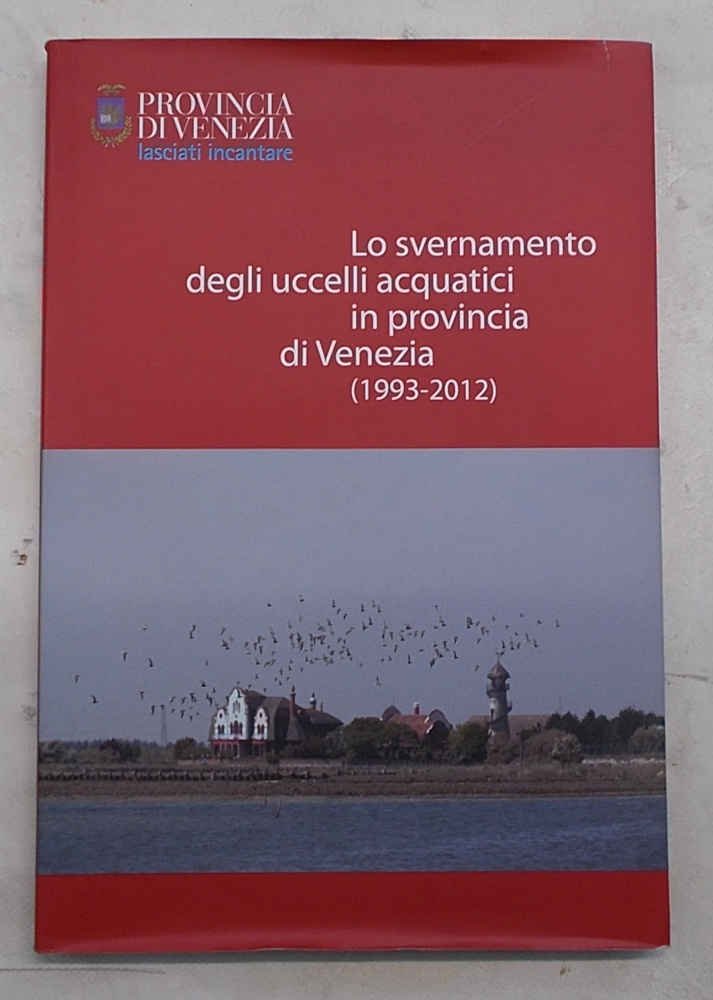 PROVINCIA
DI VENEZIA
lasciati incantare
Lo svernamento
degli uccelli acquatici
in provincia
di Venezia
(1993-2012)